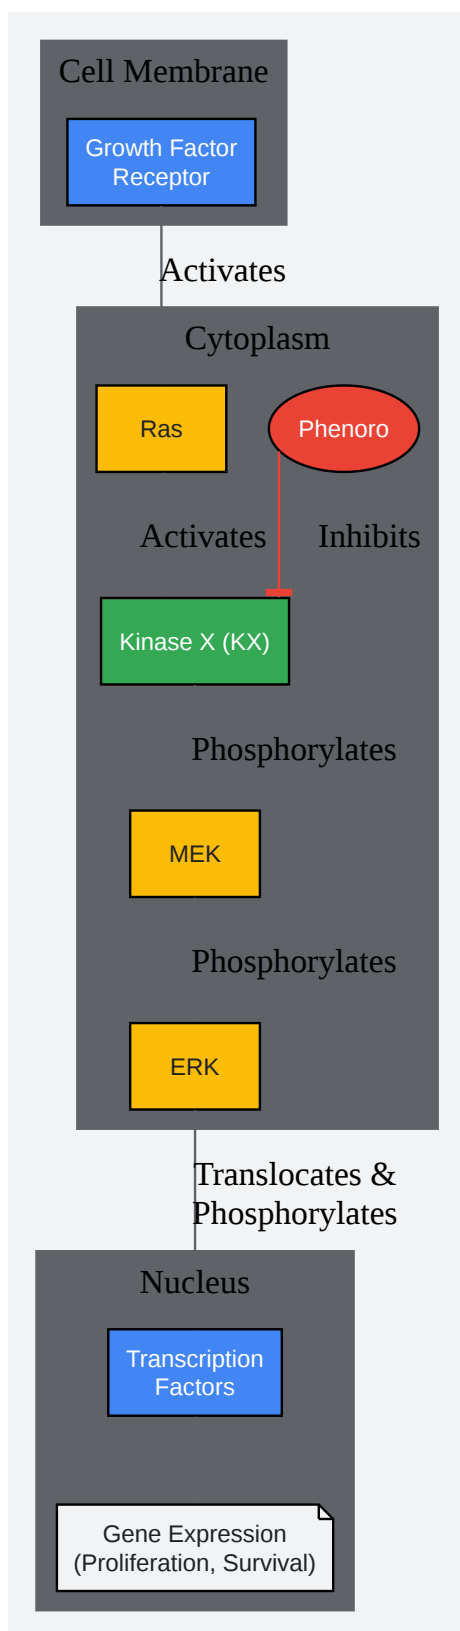 Cell Membrane
Growth Factor
Receptor
Activates
Cytoplasm
Ras
Phenoro
Activates
Inhibits
Kinase X (KX)
Phosphorylates
MEK
Phosphorylates
ERK
Translocates &
Phosphorylates
Nucleus
Transcription
Factors
Gene Expression
(Proliferation, Survival)